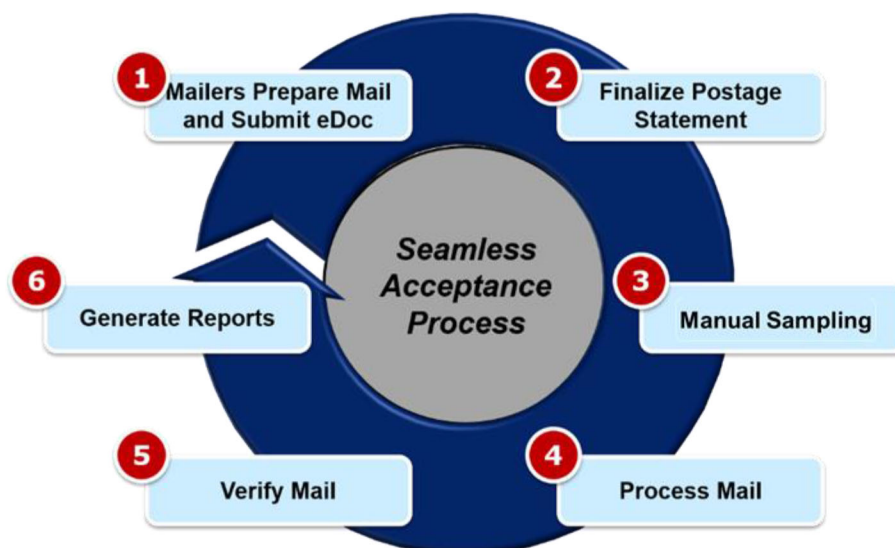 1
Mailers Prepare Mail
and Submit eDoc
2
Finalize Postage
Statement
3
Manual Sampling
4
Process Mail
5
Verify Mail
6
Generate Reports
Seamless
Acceptance
Process